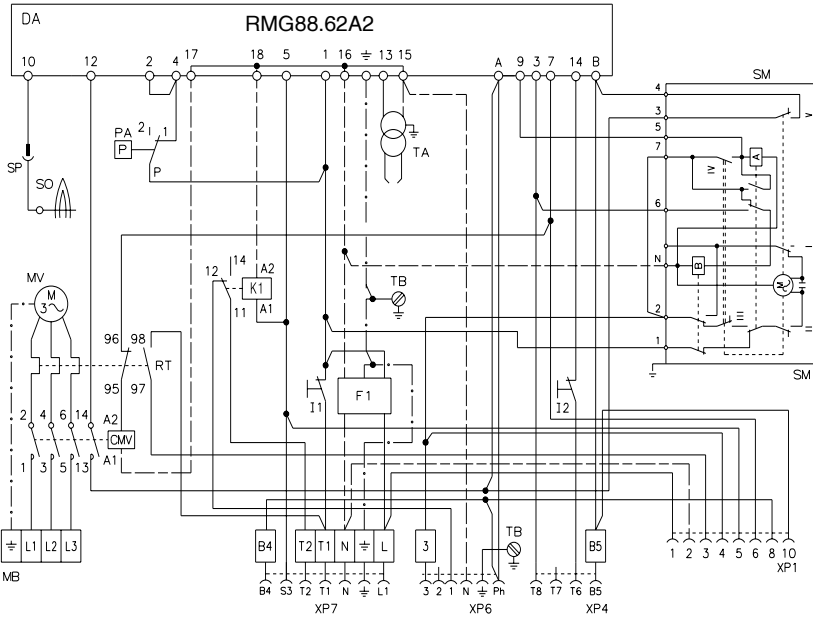 DA
RMG88.62A2
10 12 2 4 17 18 5 1 16 13 15 A 9 3 7 14 B
SM
4
3
5
7
6
N
2
1
A
B
M
IV
III
I
II
V
SM
PA
P
2 1 1
P
TA
SP
SO
MV
M
3
96 98
RT
95 97
12 14 A2
K1
11 A1
TB
F1
I1
I2
2 4 6 14 A2
CMV
1 3 5 13 A1
L1 L2 L3
MB
B4 T2 T1 N L 3 B5
TB
B4 S3 T2 T1 N L1 3 2 1 N Ph T8 T7 T6 B5
XP7 XP6 XP4
1 2 3 4 5 6 8 10
XP1